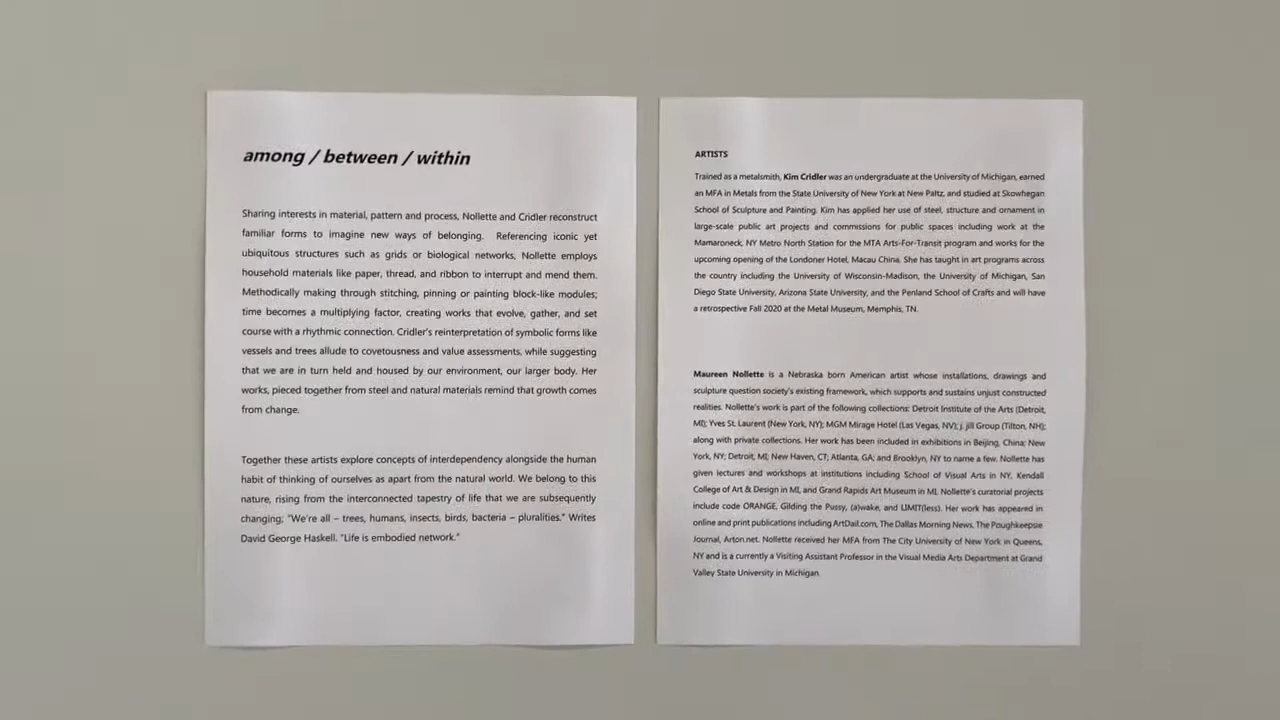 among / between / within
Sharing interests in material, pattern and process, Nollette and Cridler reconstruct
familiar forms to imagine new ways of belonging. Referencing iconic yet
ubiquitous structures such as grids or biological networks, Nollette employs
household materials like paper, thread, and ribbon to interrupt and mend them.
Methodically making through stitching, pinning or painting block-like modules;
time becomes a multiplying factor, creating works that evolve, gather, and set
course with a rhythmic connection. Cridler's reinterpretation of symbolic forms like
vessels and trees allude to covetousness and value assessments, while suggesting
that we are in turn held and housed by our environment, our larger body. Her
works, pieced together from steel and natural materials remind that growth comes
from change.
Together these artists explore concepts of interdependency alongside the human
habit of thinking of ourselves as apart from the natural world. We belong to this
nature, rising from the interconnected tapestry of life that we are subsequently
changing. "We're all – trees, humans, insects, birds, bacteria – pluralities." Writes
David George Haskell. "Life is embodied network."
ARTISTS
Trained as a metalsmith, Kim Cridler was an undergraduate at the University of Michigan, earned
an MFA in Metals from the State University of New York at New Paltz, and studied at Skowhegan
School of Sculpture and Painting. Kim has applied her use of steel, structure and ornament in
large-scale public art projects and commissions for public spaces including work at the
Mamaroneck, NY Metro North Station for the MTA Arts-For-Transit program and works for the
upcoming opening of the Londoner Hotel, Macau China. She has taught in art programs across
the country including the University of Wisconsin-Madison, the University of Michigan, San
Diego State University, Arizona State University, and the Penland School of Crafts and will have
a retrospective Fall 2020 at the Metal Museum, Memphis, TN.
Maureen Nollette is a Nebraska born American artist whose installations, drawings and
sculpture question society's existing framework, which supports and sustains unjust constructed
realities. Nollette's work is part of the following collections: Detroit Institute of the Arts (Detroit,
MI); Yves St. Laurent (New York, NY); MGM Mirage Hotel (Las Vegas, NV); j. jill Group (Tilton, NH);
along with private collections. Her work has been included in exhibitions in Beijing, China; New
York, NY; Detroit, MI; New Haven, CT; Atlanta, GA; and Brooklyn, NY to name a few. Nollette has
given lectures and workshops at institutions including School of Visual Arts in NY, Kendall
College of Art & Design in MI, and Grand Rapids Art Museum in MI. Nollette's curatorial projects
include code ORANGE, Gilding the Pussy, (a)wake, and LIMIT(less). Her work has appeared in
online and print publications including ArtDail.com, The Dallas Morning News, The Poughkeepsie
Journal, Arton.net. Nollette received her MFA from The City University of New York in Queens,
NY and is a currently a Visiting Assistant Professor in the Visual Media Arts Department at Grand
Valley State University in Michigan.